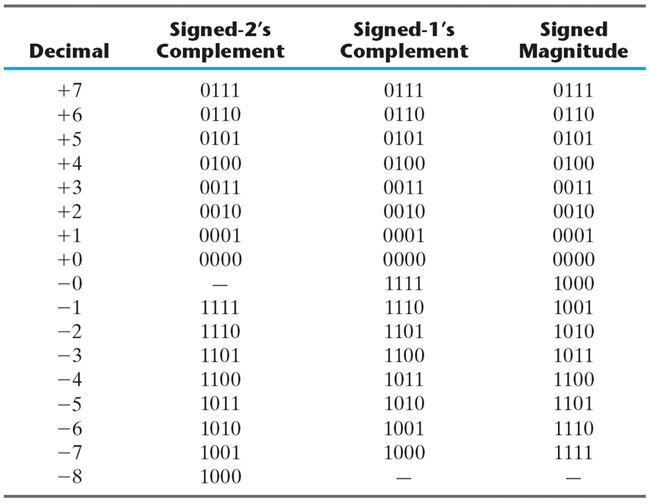 Decimal Signed-2's Complement Signed-1's Complement Signed Magnitude
+7 0111 0111 0111
+6 0110 0110 0110
+5 0101 0101 0101
+4 0100 0100 0100
+3 0011 0011 0011
+2 0010 0010 0010
+1 0001 0001 0001
+0 0000 0000 0000
−0 — 1111 1000
−1 1111 1110 1001
−2 1110 1101 1010
−3 1101 1100 1011
−4 1100 1011 1100
−5 1011 1010 1101
−6 1010 1001 1110
−7 1001 1000 1111
−8 1000 — —